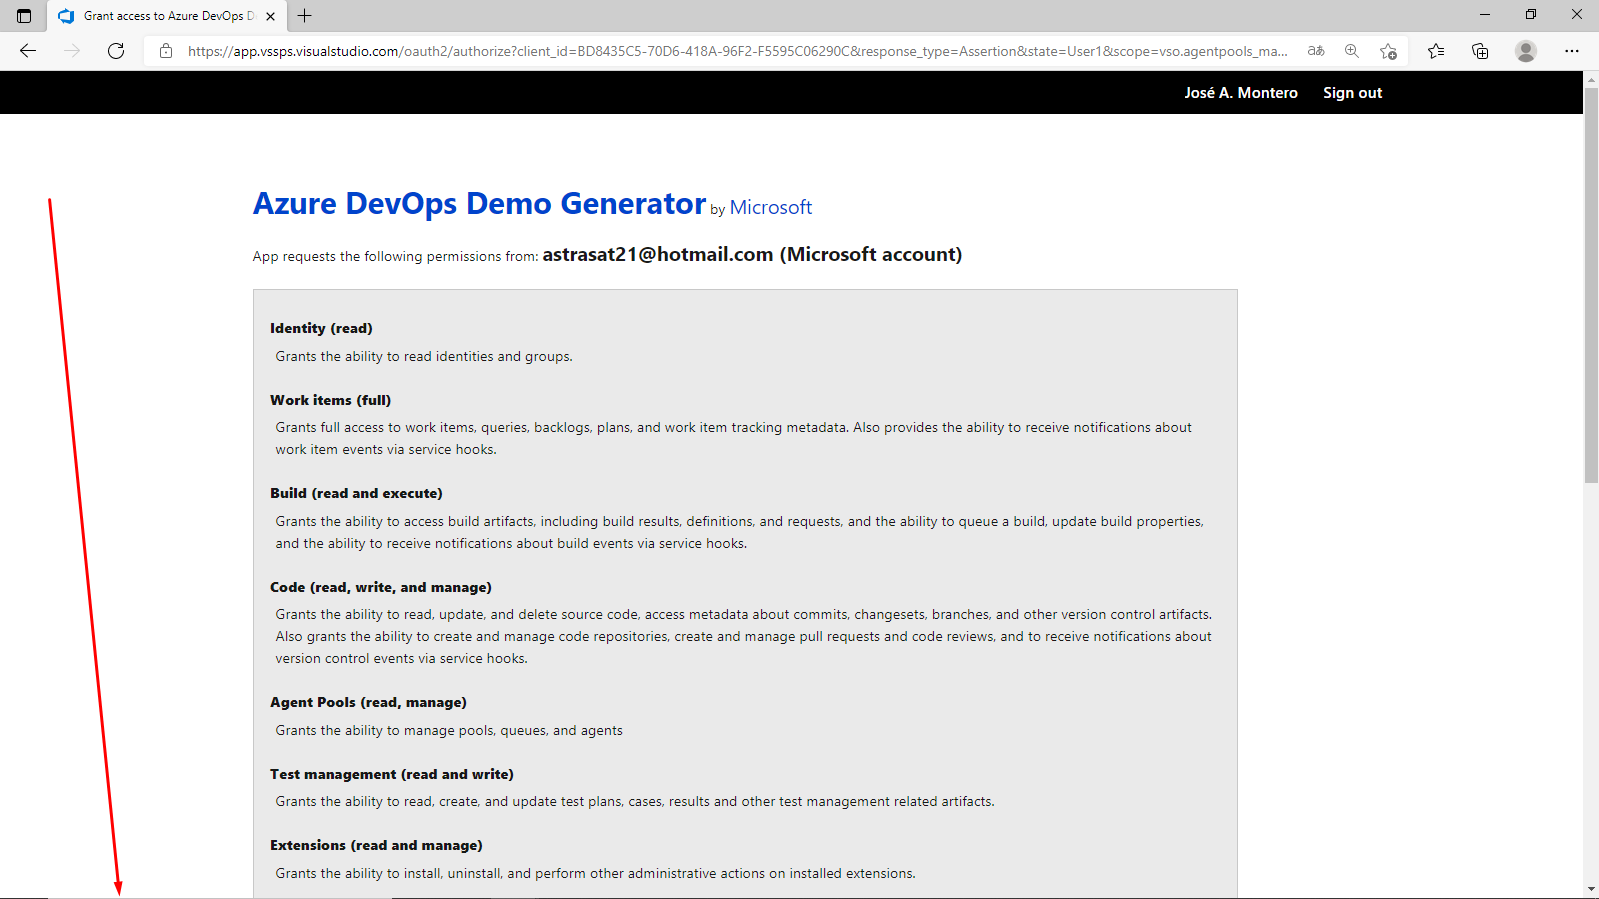 Grant access to Azure DevOps D
https://app.vssps.visualstudio.com/oauth2/authorize?client_id=BD8435C5-70D6-418A-96F2-F5595C06290C&response_type=Assertion&state=User1&scope=vso.agentpools_ma...
aあ
José A. Montero Sign out
Azure DevOps Demo Generator by Microsoft
App requests the following permissions from: astrasat21@hotmail.com (Microsoft account)
Identity (read)
Grants the ability to read identities and groups.
Work items (full)
Grants full access to work items, queries, backlogs, plans, and work item tracking metadata. Also provides the ability to receive notifications about
work item events via service hooks.
Build (read and execute)
Grants the ability to access build artifacts, including build results, definitions, and requests, and the ability to queue a build, update build properties,
and the ability to receive notifications about build events via service hooks.
Code (read, write, and manage)
Grants the ability to read, update, and delete source code, access metadata about commits, changesets, branches, and other version control artifacts.
Also grants the ability to create and manage code repositories, create and manage pull requests and code reviews, and to receive notifications about
version control events via service hooks.
Agent Pools (read, manage)
Grants the ability to manage pools, queues, and agents
Test management (read and write)
Grants the ability to read, create, and update test plans, cases, results and other test management related artifacts.
Extensions (read and manage)
Grants the ability to install, uninstall, and perform other administrative actions on installed extensions.